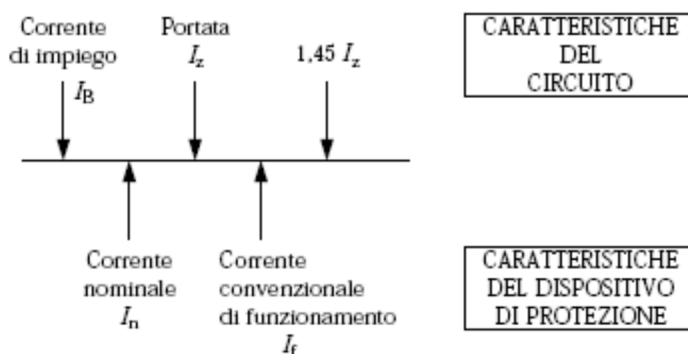 Corrente
di impiego
I_B
Portata
I_z
1,45 I_z
CARATTERISTICHE
DEL
CIRCUITO
Corrente
nominale
I_n
Corrente
convenzionale
di funzionamento
I_f
CARATTERISTICHE
DEL DISPOSITIVO
DI PROTEZIONE